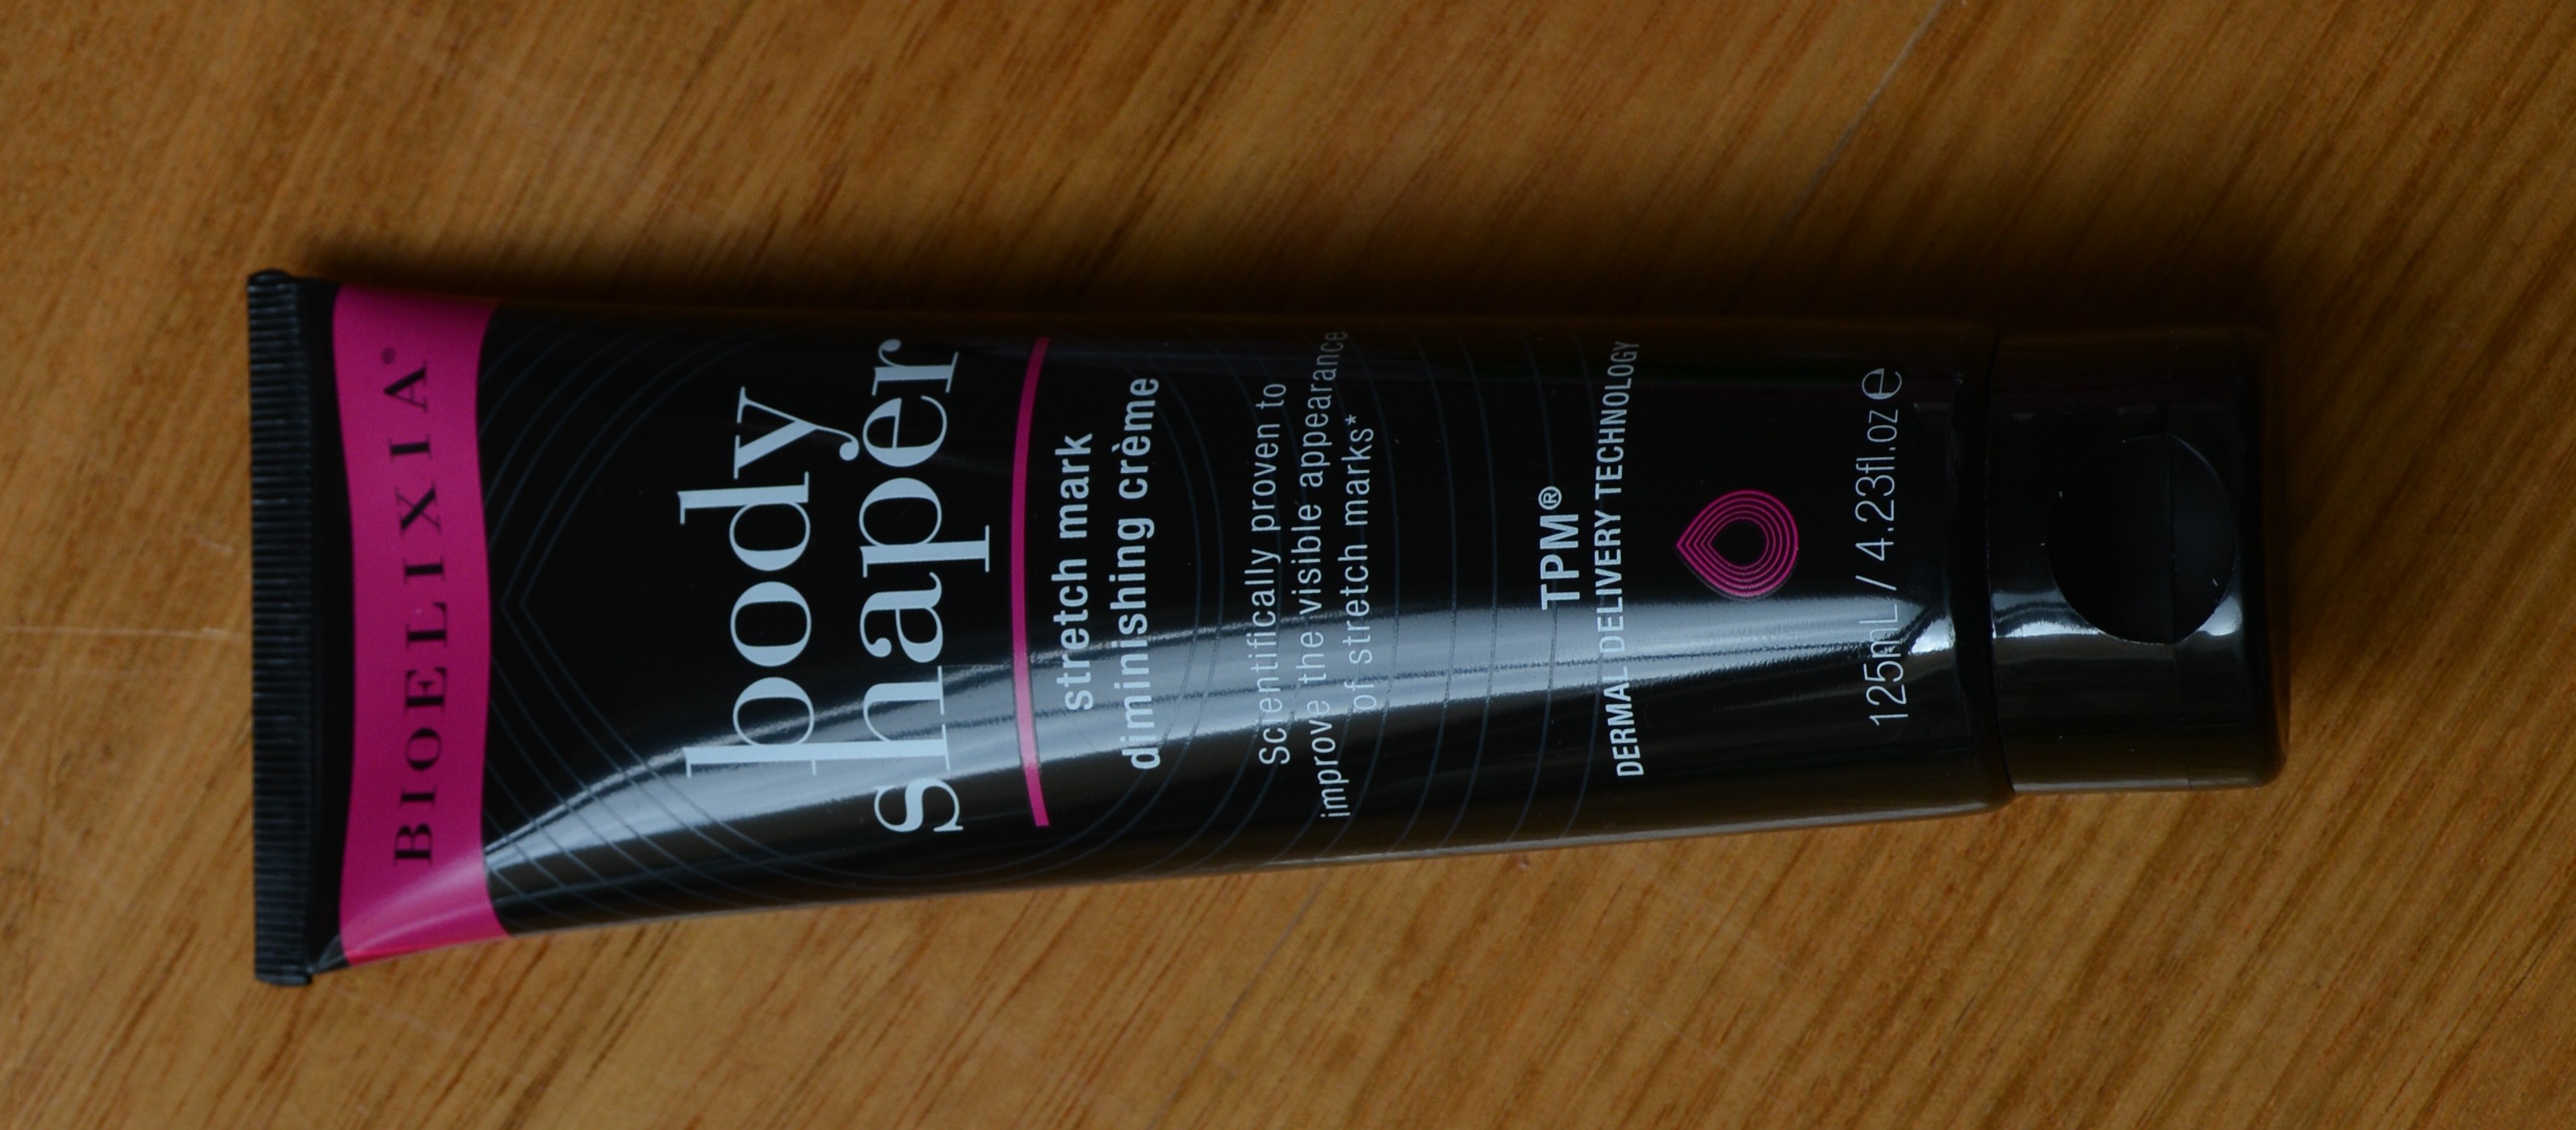 BIOELIXIA®
body
shaper
stretch mark
diminishing crème
Scientifically proven to
improve the visible appearance
of stretch marks*
TPM®
DERMAL DELIVERY TECHNOLOGY
125mL / 4.23fl.oz ℮